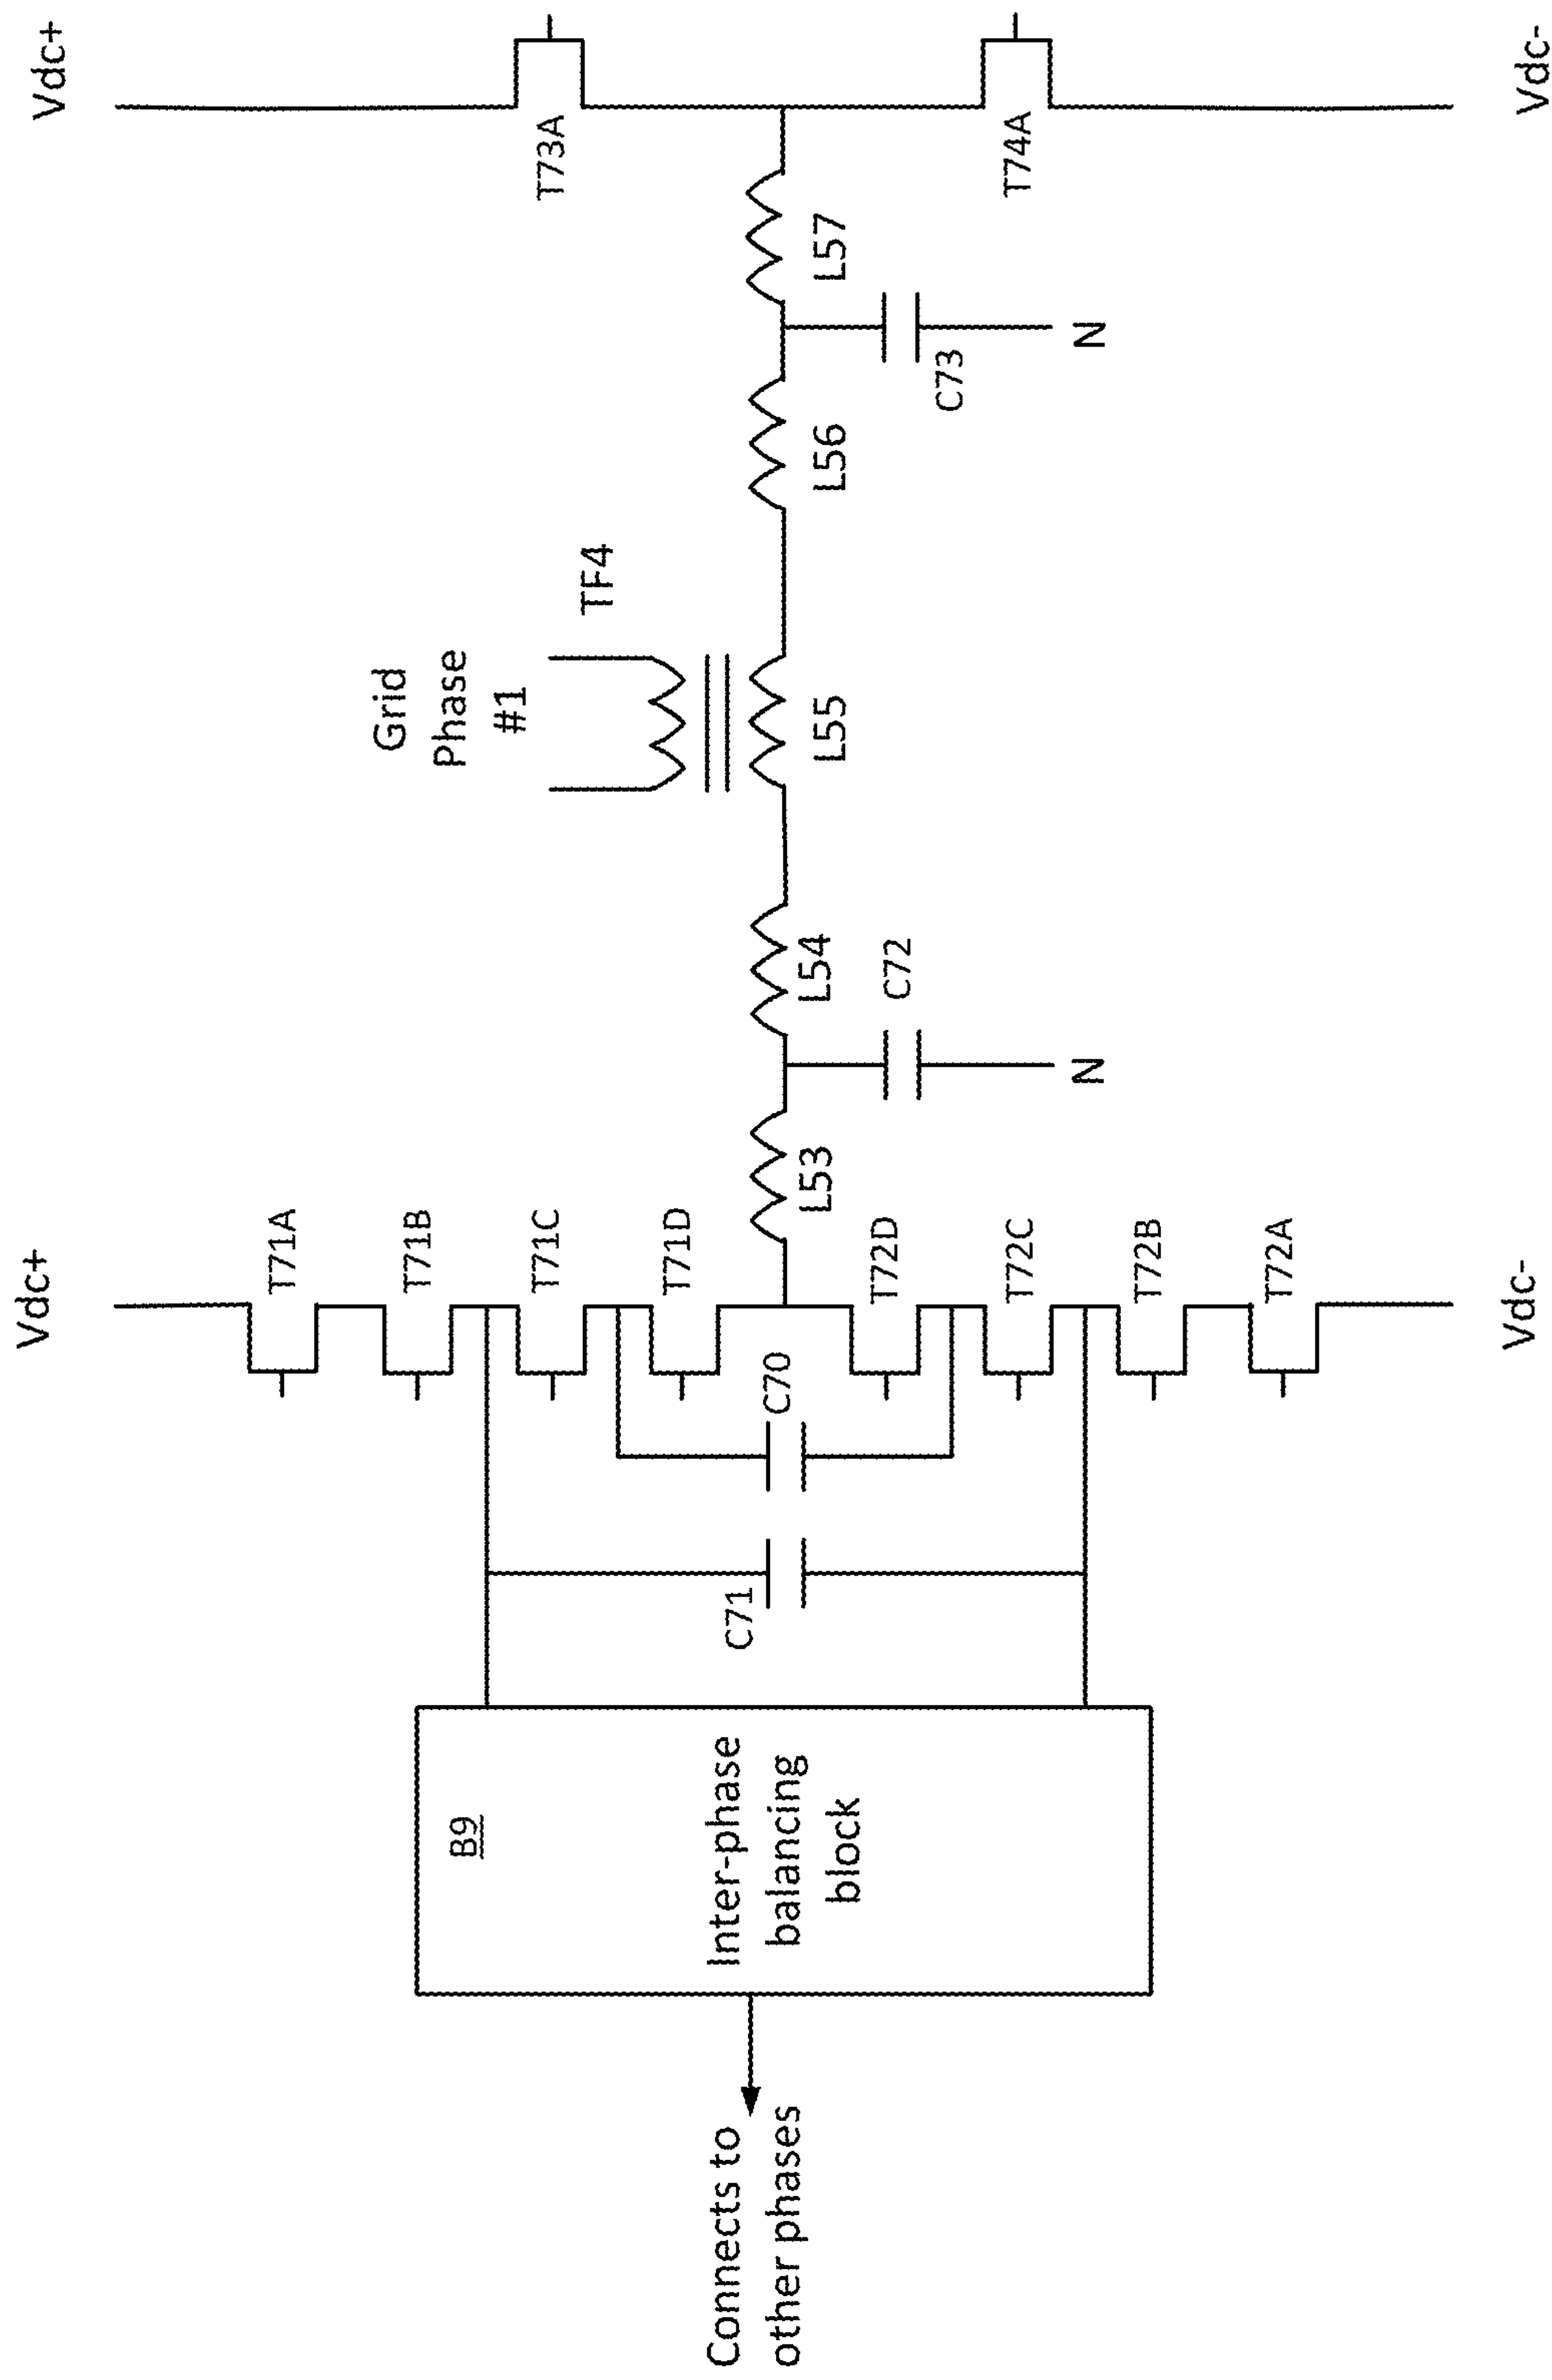 Vdc+
Vdc+
T71A
T71B
T71C
T71D
T72D
T72C
T72B
T72A
Vdc-
Vdc-
C70
C71
B9
Inter-phase
balancing
block
Connects to
other phases
L53
C72
N
L54
Grid
Phase
#1
TF4
L55
L56
C73
N
L57
T73A
T74A